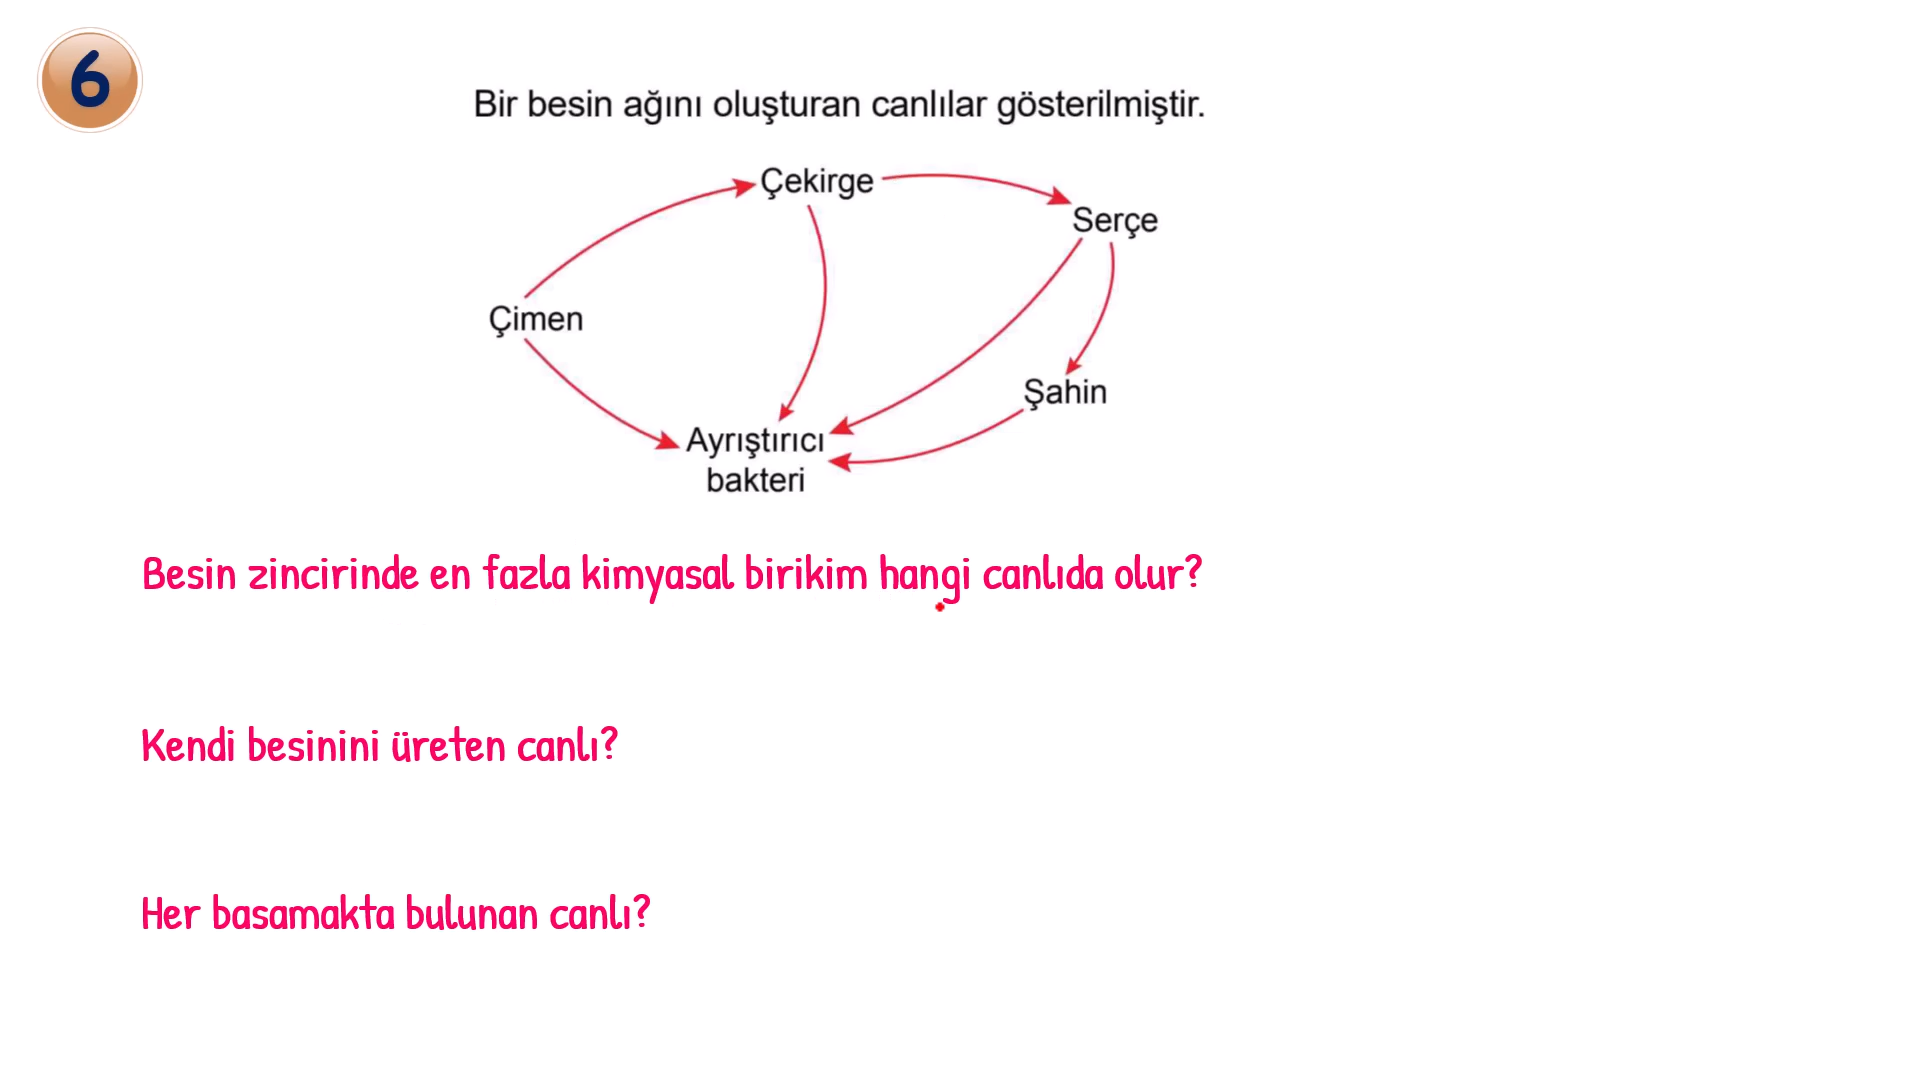 6
Bir besin ağını oluşturan canlılar gösterilmiştir.
Çekirge
Serçe
Çimen
Şahin
Ayrıştırıcı
bakteri
Besin zincirinde en fazla kimyasal birikim hangi canlıda olur?
Kendi besinini üreten canlı?
Her basamakta bulunan canlı?